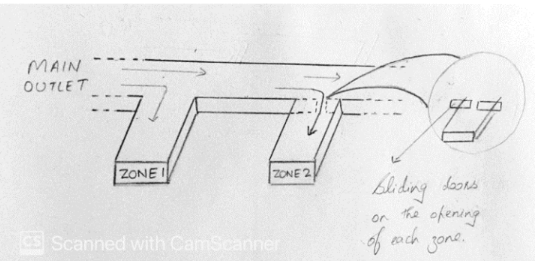 MAIN
OUTLET
ZONE 1
ZONE 2
Sliding doors
on the opening
of each zone.
CS Scanned with CamScanner